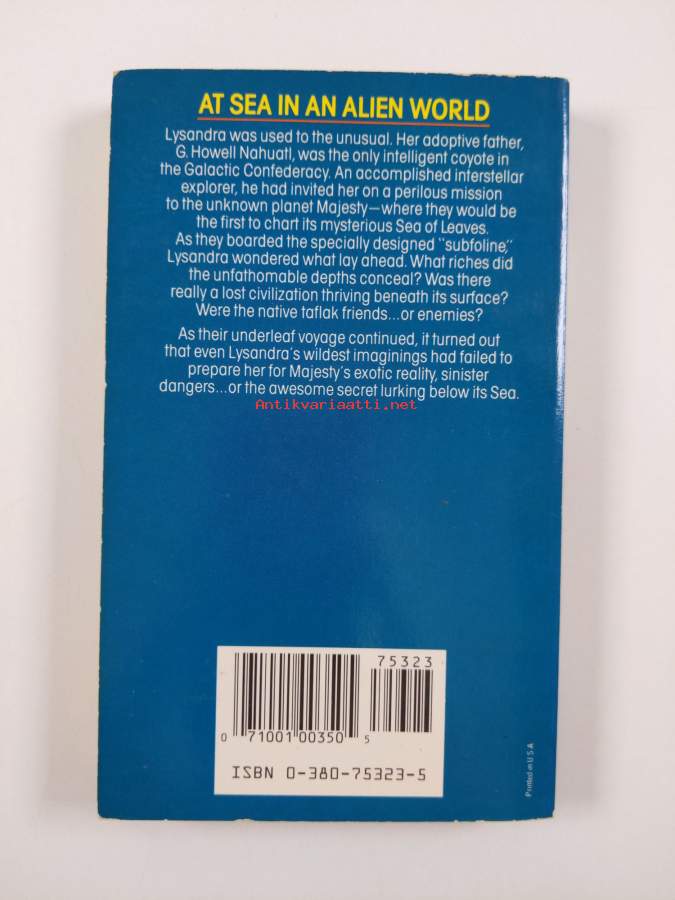 AT SEA IN AN ALIEN WORLD
Lysandra was used to the unusual. Her adoptive father,
G. Howell Nahuatl, was the only intelligent coyote in
the Galactic Confederacy. An accomplished interstellar
explorer, he had invited her on a perilous mission
to the unknown planet Majesty—where they would be
the first to chart its mysterious Sea of Leaves.
As they boarded the specially designed "subfoline,"
Lysandra wondered what lay ahead. What riches did
the unfathomable depths conceal? Was there
really a lost civilization thriving beneath its surface?
Were the native taflak friends...or enemies?
As their underleaf voyage continued, it turned out
that even Lysandra's wildest imaginings had failed to
prepare her for Majesty's exotic reality, sinister
dangers...or the awesome secret lurking below its Sea.
Antikvariaatti.net
75323
0 71001 00350 5
ISBN 0-380-75323-5
Printed in U S A